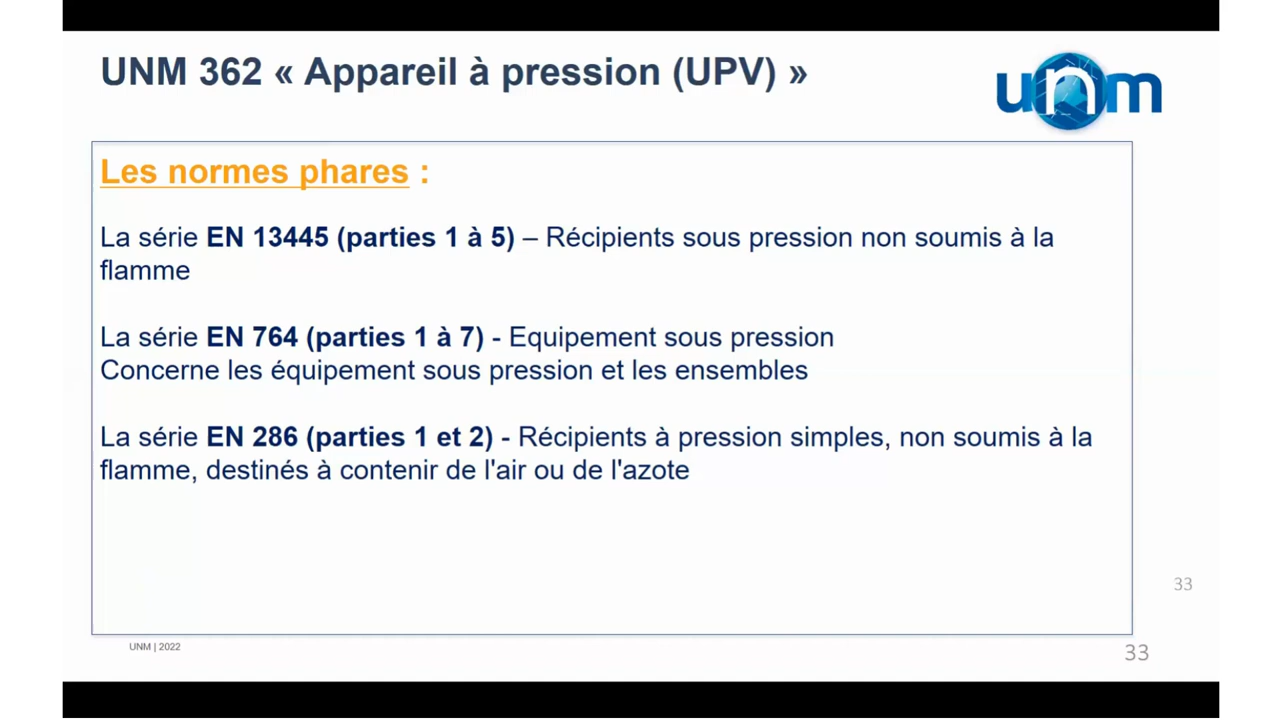 UNM 362 « Appareil à pression (UPV) »
unm
Les normes phares :
La série EN 13445 (parties 1 à 5) – Récipients sous pression non soumis à la
flamme
La série EN 764 (parties 1 à 7) - Equipement sous pression
Concerne les équipement sous pression et les ensembles
La série EN 286 (parties 1 et 2) - Récipients à pression simples, non soumis à la
flamme, destinés à contenir de l'air ou de l'azote
33
UNM | 2022
33